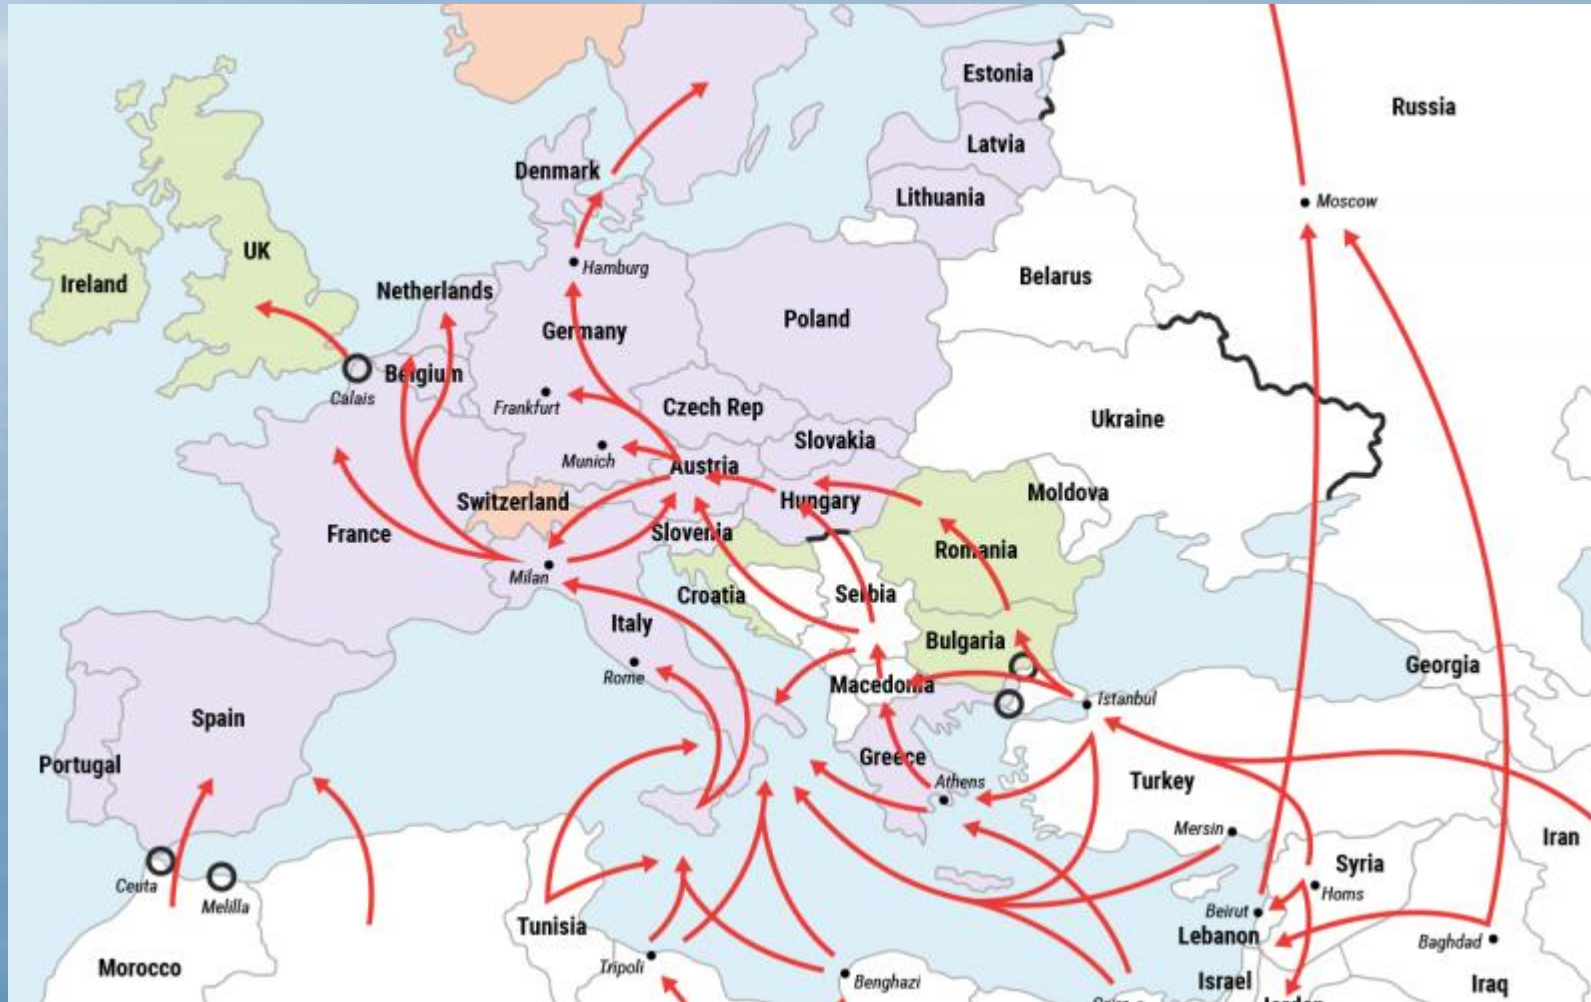 Estonia
Russia
Latvia
Denmark
Lithuania
Moscow
UK
Ireland
Hamburg
Belarus
Netherlands
Germany
Poland
Belgium
Calais
Frankfurt
Czech Rep
Ukraine
Slovakia
Munich
Austria
Switzerland
Hungary
Moldova
France
Slovenia
Romania
Milan
Croatia
Serbia
Italy
Bulgaria
Georgia
Rome
Macedonia
Istanbul
Spain
Portugal
Greece
Athens
Turkey
Mersin
Iran
Syria
Ceuta
Homs
Melilla
Beirut
Tunisia
Lebanon
Baghdad
Morocco
Tripoli
Benghazi
Israel
Iraq